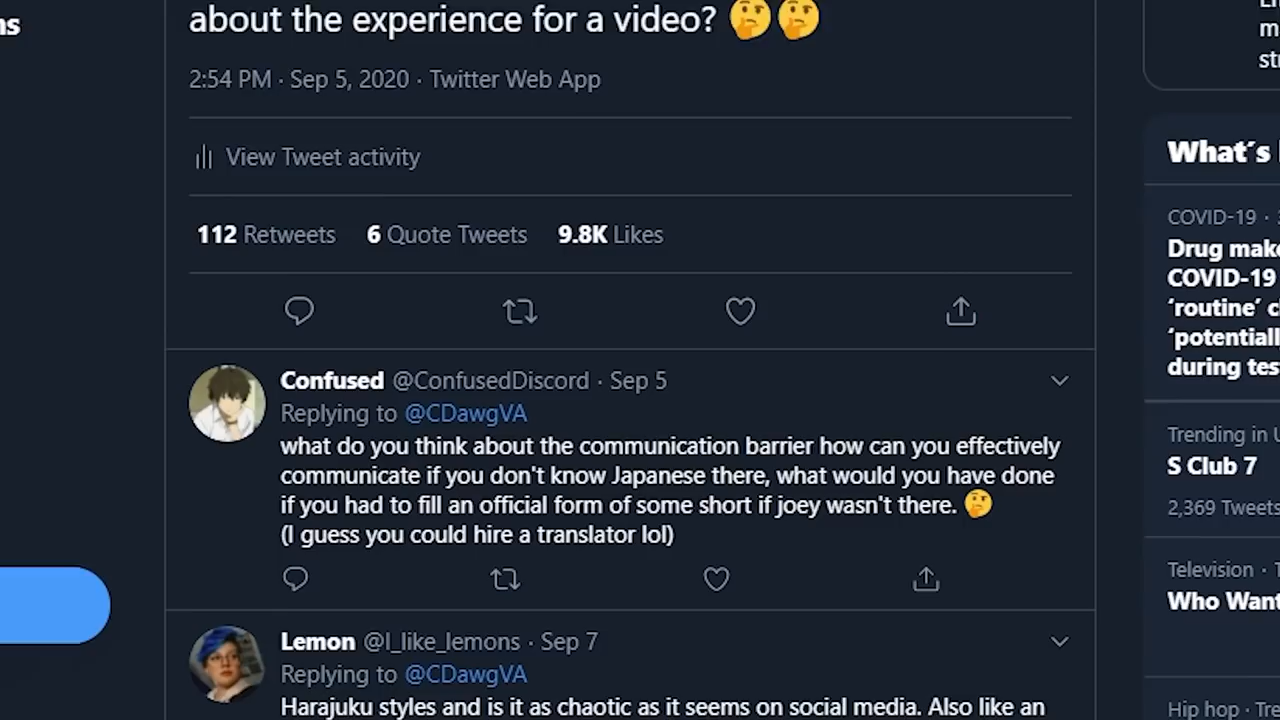 ns
about the experience for a video? 🤔🤔
2:54 PM · Sep 5, 2020 · Twitter Web App
View Tweet activity
112 Retweets 6 Quote Tweets 9.8K Likes
Confused @ConfusedDiscord · Sep 5
Replying to @CDawgVA
what do you think about the communication barrier how can you effectively
communicate if you don't know Japanese there, what would you have done
if you had to fill an official form of some short if joey wasn't there. 🤔
(I guess you could hire a translator lol)
Lemon @I_like_lemons · Sep 7
Replying to @CDawgVA
Harajuku styles and is it as chaotic as it seems on social media. Also like an
m
st
What´s
COVID-19 ·
Drug make
COVID-19
‘routine’ c
‘potentiall
during tes
Trending in U
S Club 7
2,369 Tweets
Television · T
Who Want
Hip hop · Tre